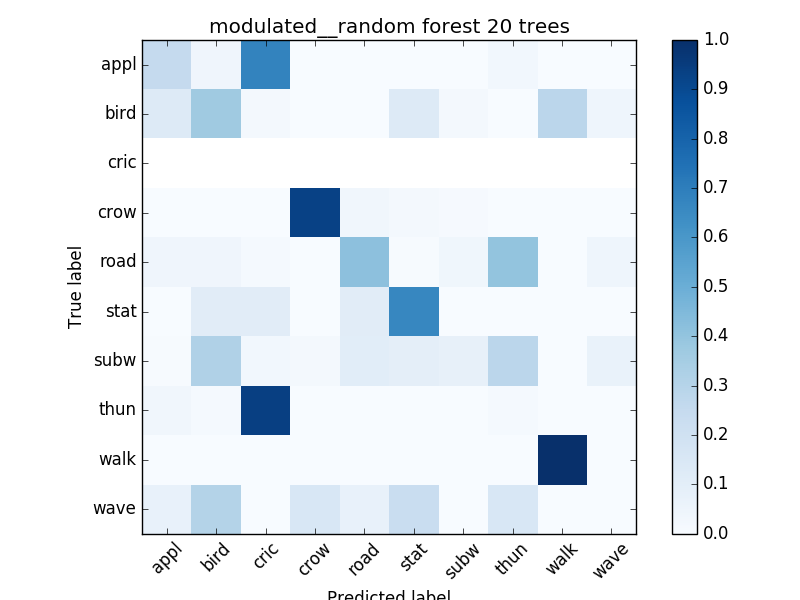 modulated__random forest 20 trees
True label
appl
bird
cric
crow
road
stat
subw
thun
walk
wave
appl
bird
cric
crow
road
stat
subw
thun
walk
wave
Predicted label
1.0
0.9
0.8
0.7
0.6
0.5
0.4
0.3
0.2
0.1
0.0